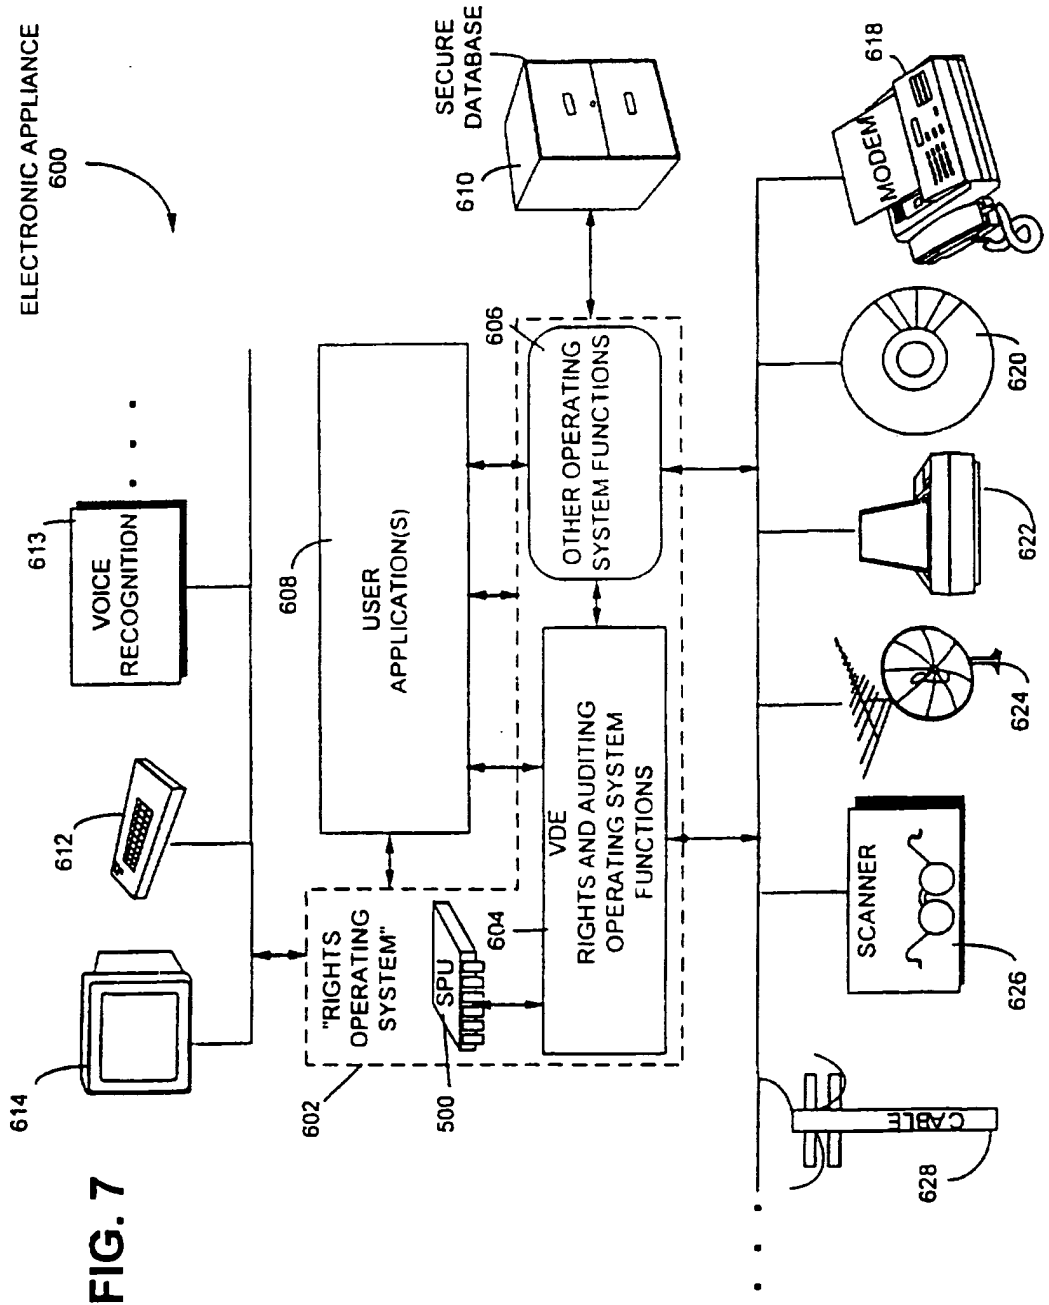 FIG. 7
ELECTRONIC APPLIANCE
600
614
612
613
VOICE
RECOGNITION
608
USER
APPLICATION(S)
602
"RIGHTS
OPERATING
SYSTEM"
SPU
500
604
VDE
RIGHTS AND AUDITING
OPERATING SYSTEM
FUNCTIONS
606
OTHER OPERATING
SYSTEM FUNCTIONS
610
SECURE
DATABASE
CABLE
628
SCANNER
626
624
622
620
MODEM
618